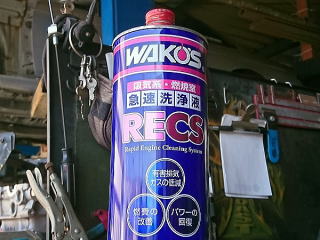 WAKO'S
吸気系・燃焼室
急速洗浄液
RECS
Rapid Engine Cleaning System
有害排気
ガスの低減
燃費の
改善
パワーの
回復